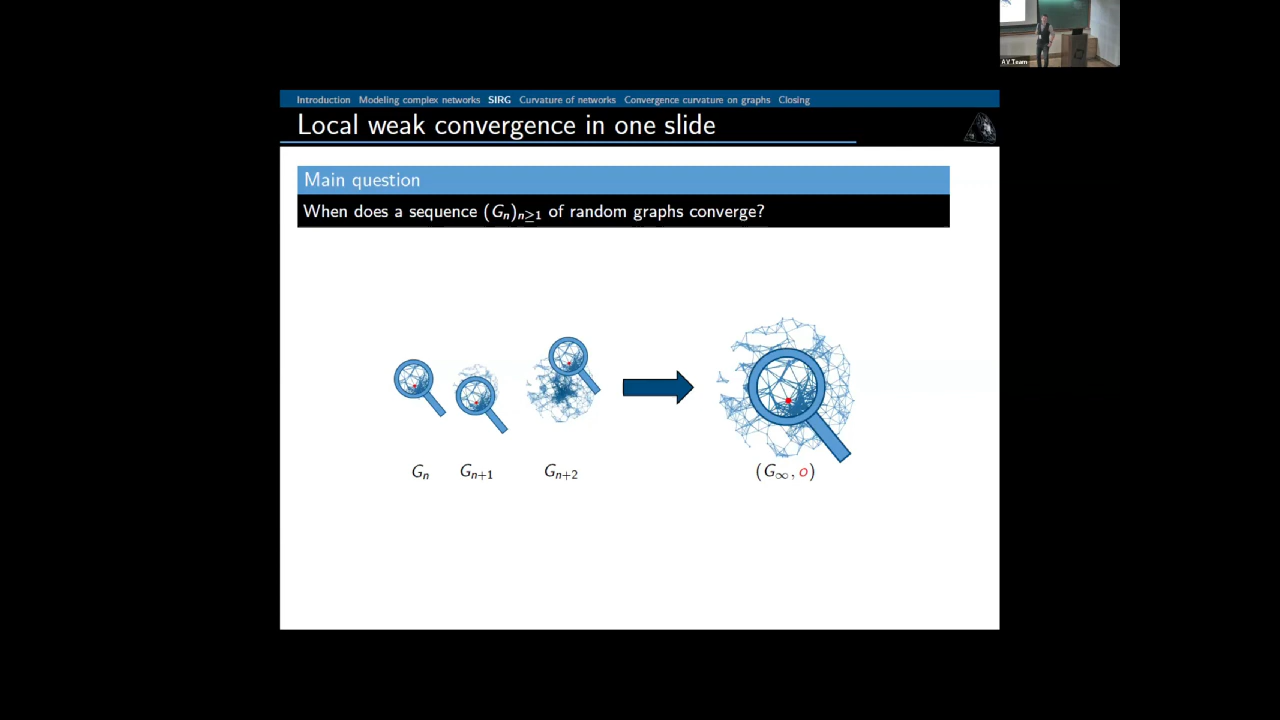 AV Team
Introduction Modeling complex networks SIRG Curvature of networks Convergence curvature on graphs Closing
Local weak convergence in one slide
Main question
When does a sequence (Gₙ)ₙ≥₁ of random graphs converge?
Gₙ Gₙ₊₁ Gₙ₊₂ (G∞, o)